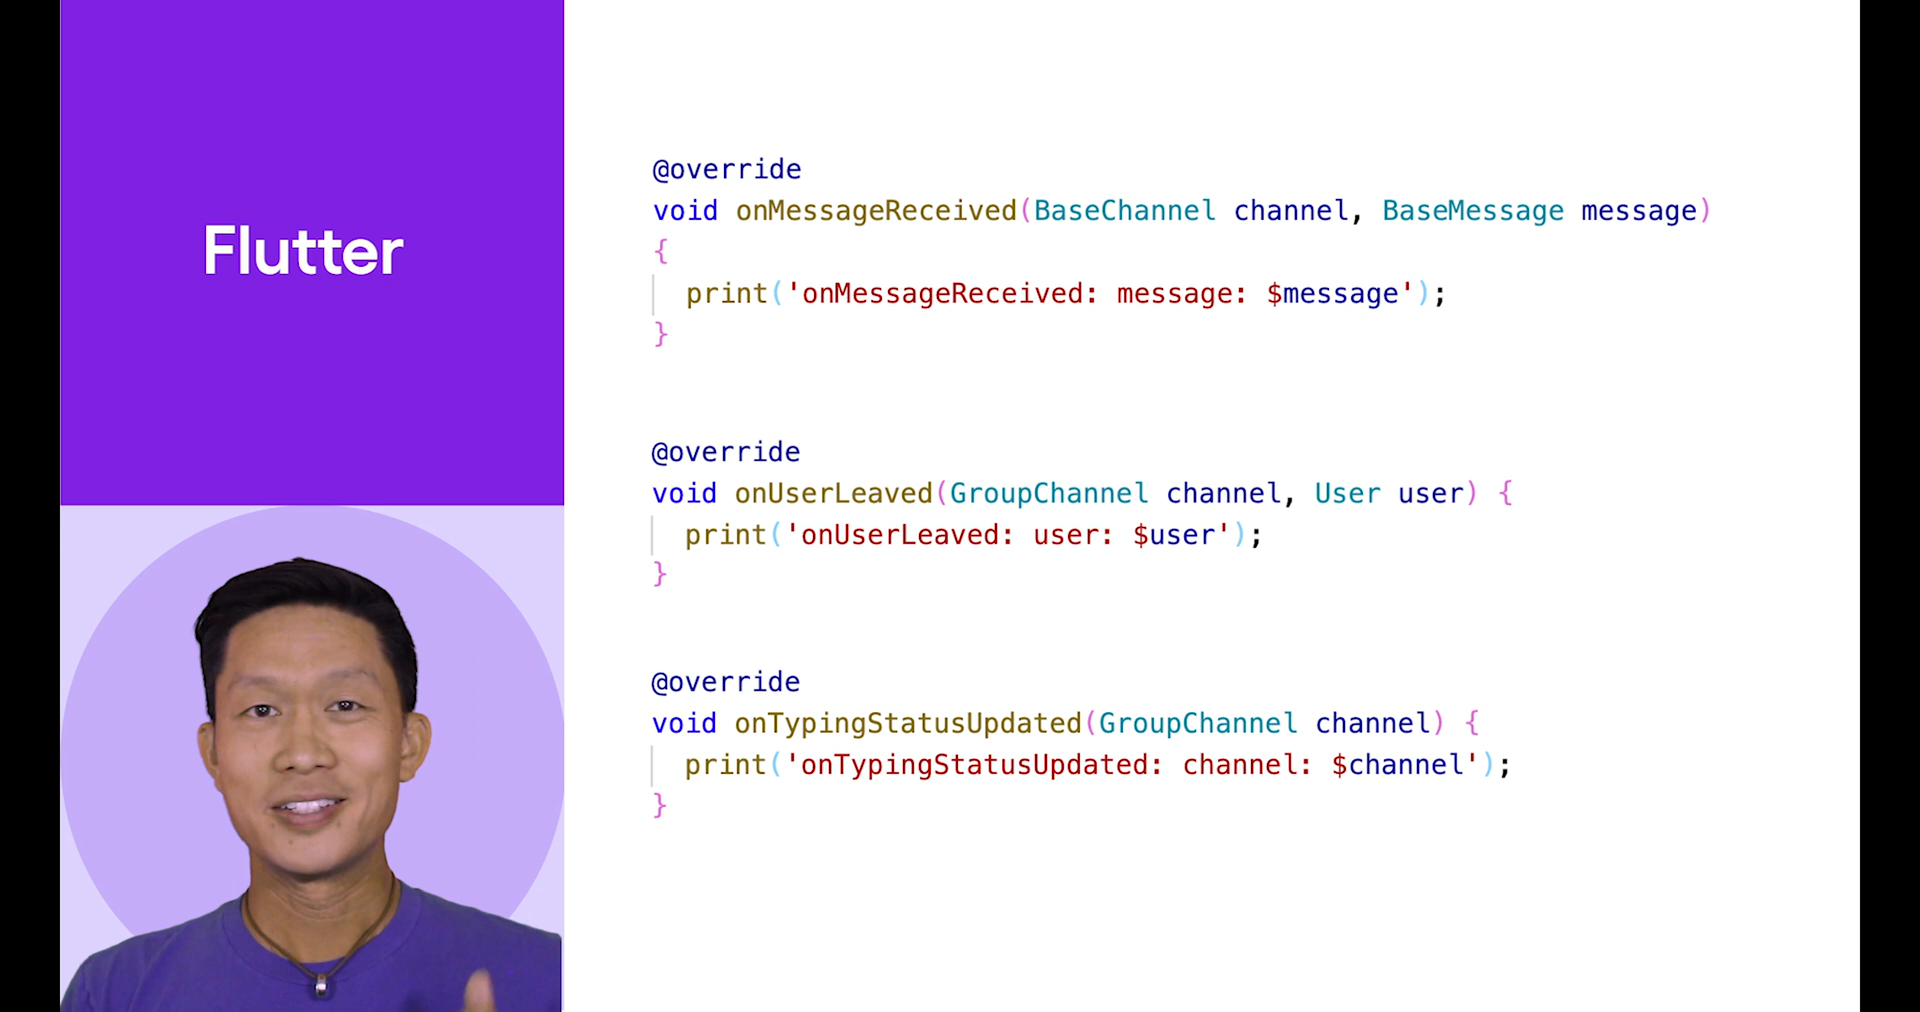 Flutter
@override
void onMessageReceived(BaseChannel channel, BaseMessage message)
{
  print('onMessageReceived: message: $message');
}
@override
void onUserLeaved(GroupChannel channel, User user) {
  print('onUserLeaved: user: $user');
}
@override
void onTypingStatusUpdated(GroupChannel channel) {
  print('onTypingStatusUpdated: channel: $channel');
}